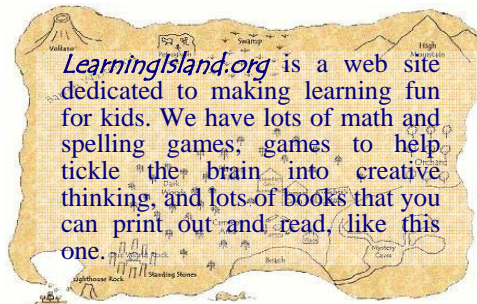 Volcano
Swamp
High
Mountain
LearningIsland.org is a web site
dedicated to making learning fun
for kids. We have lots of math and
spelling games, games to help
tickle the brain into creative
thinking, and lots of books that you
can print out and read, like this
one.
Orchard
Dark
Woods
Mystery
Cave
Beach
Standing Stones
Lighthouse Rock